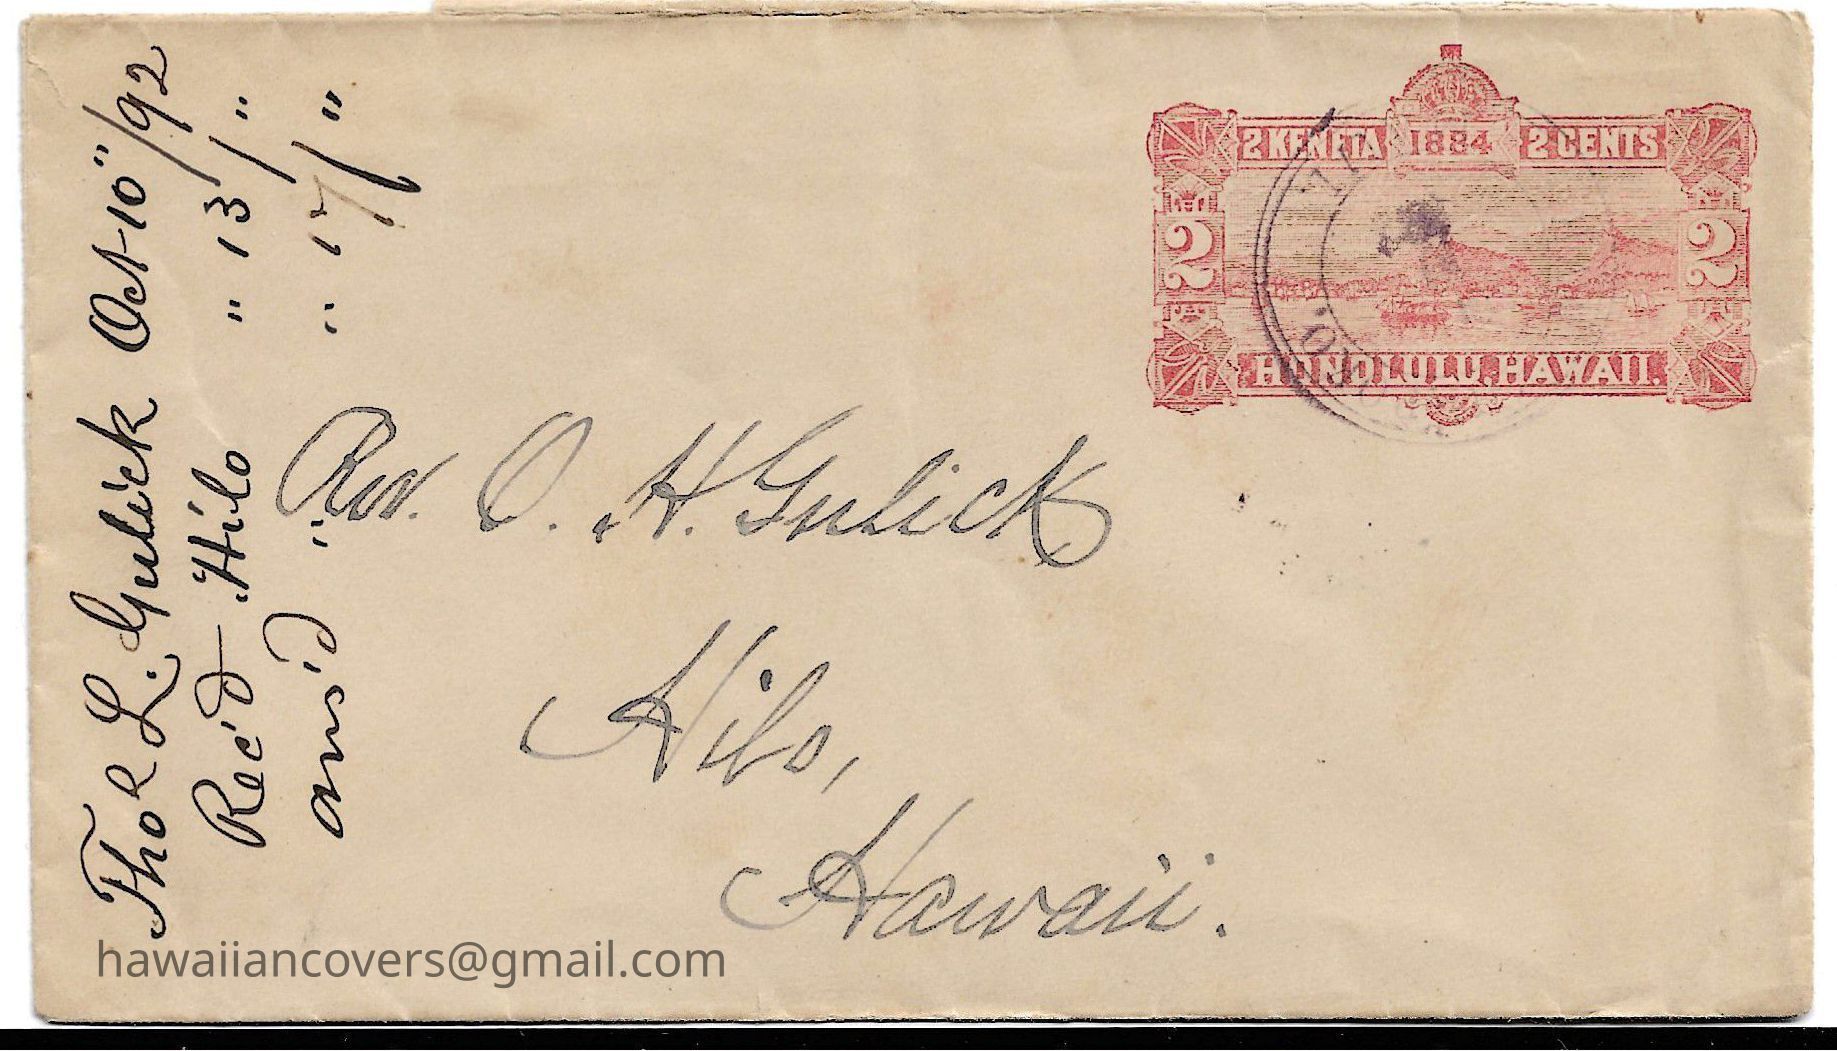 2 KENETA 1884 2 CENTS
2 2
HONOLULU, HAWAII.
Rev. O. H. Gulick
Hilo,
Hawaii.
Thos L. Gulick Oct 10"/92
Rec'd Hilo " 13/"
ans'd " " 17/"
hawaiiancovers@gmail.com